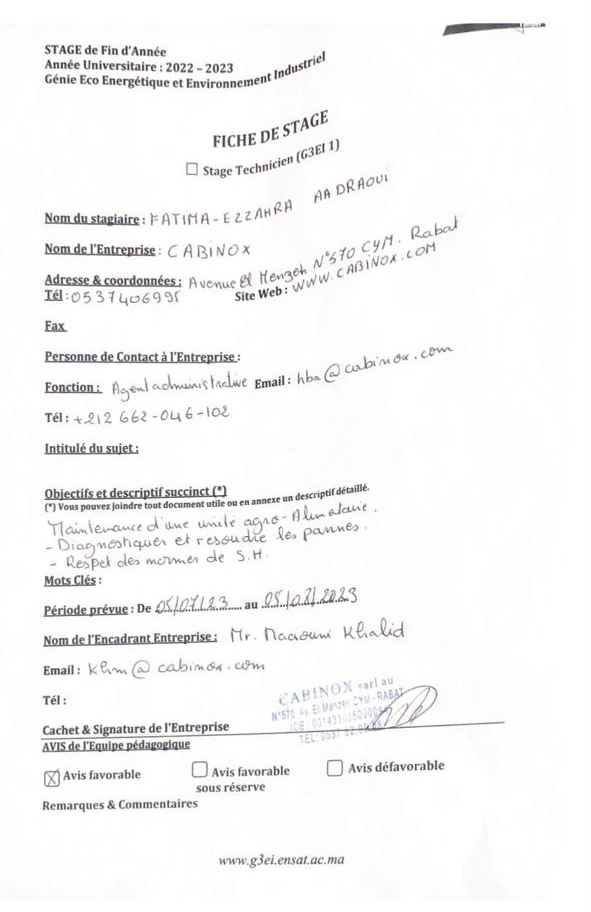 STAGE de Fin d'Année
Année Universitaire : 2022 – 2023
Génie Eco Energétique et Environnement Industriel
FICHE DE STAGE
☐ Stage Technicien (G3EI 1)
Nom du stagiaire : FATIMA-EZZAHRA AADRAOUI
Nom de l'Entreprise : CABINOX
Adresse & coordonnées : Avenue El Menzeh N°570 CYM. Rabat
Tél : 0537406995 Site Web : WWW.CABINOX.COM
Fax
Personne de Contact à l'Entreprise :
Fonction : Agent administrative Email : hba@cabinox.com
Tél : +212 662-046-102
Intitulé du sujet :
Objectifs et descriptif succinct (*)
(*) Vous pouvez joindre tout document utile ou en annexe un descriptif détaillé.
Maintenance d'une unité agro-Alimentaire.
- Diagnostiquer et resoudre les pannes.
- Respet des normes de S.H.
Mots Clés :
Période prévue : De 05/07/23 au 05/08/2023
Nom de l'Encadrant Entreprise : Mr. Naaoumi Khalid
Email : khm@cabinox.com
Tél :
CABINOX sarl au
N°570 Av. El Menzeh CYM - RABAT
ICE :
TEL: 0537
Cachet & Signature de l'Entreprise
AVIS de l'Equipe pédagogique
☒ Avis favorable ☐ Avis favorable sous réserve ☐ Avis défavorable
Remarques & Commentaires
www.g3ei.ensat.ac.ma